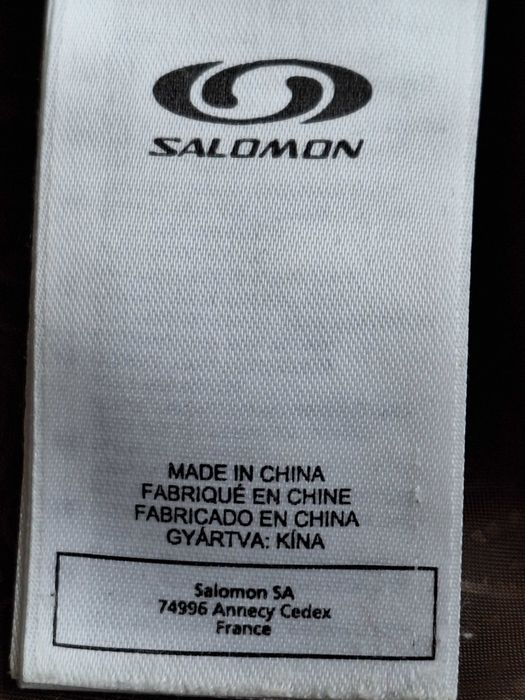 SALOMON
MADE IN CHINA
FABRIQUÉ EN CHINE
FABRICADO EN CHINA
GYÁRTVA: KÍNA
Salomon SA
74996 Annecy Cedex
France